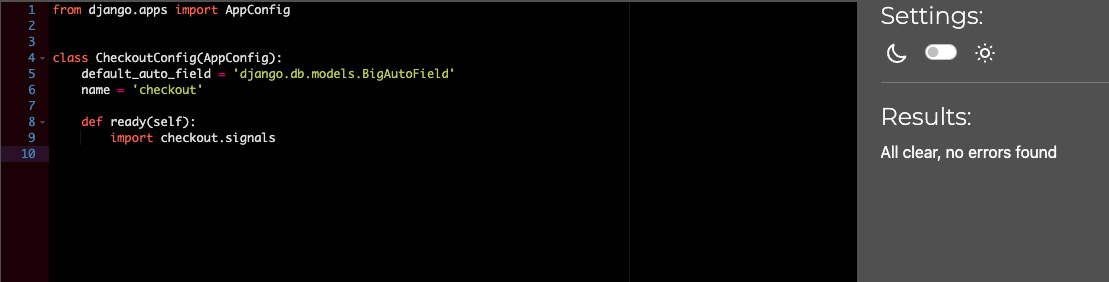 1 from django.apps import AppConfig
2
3
4 class CheckoutConfig(AppConfig):
5     default_auto_field = 'django.db.models.BigAutoField'
6     name = 'checkout'
7
8     def ready(self):
9         import checkout.signals
10
Settings:
Results:
All clear, no errors found